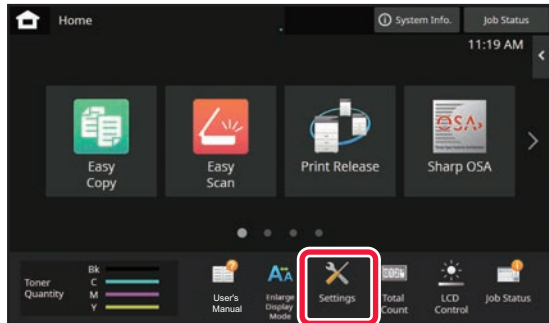 Home
System Info.
Job Status
11:19 AM
Easy
Copy
Easy
Scan
Print Release
OSA
Sharp OSA
Toner
Quantity
Bk
C
M
Y
User's
Manual
Enlarge
Display
Mode
Settings
Total
Count
LCD
Control
Job Status